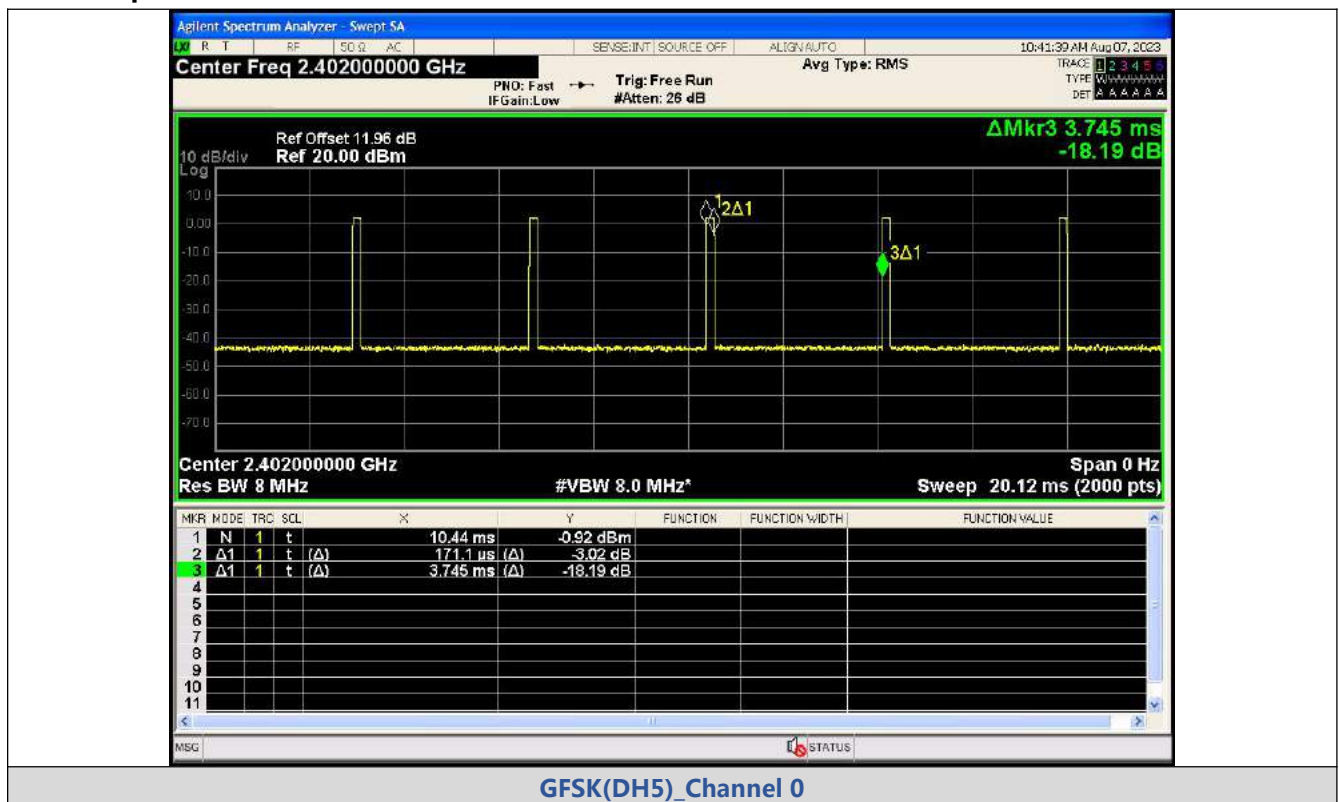 Agilent Spectrum Analyzer - Swept SA
LXI R T RF 50 Ω AC SENSE:INT SOURCE OFF ALIGN AUTO 10:41:39 AM Aug 07, 2023
Center Freq 2.402000000 GHz Avg Type: RMS TRACE 1 2 3 4 5 6
PNO: Fast Trig: Free Run TYPE
IFGain:Low #Atten: 26 dB DET A A A A A A
ΔMkr3 3.745 ms
Ref Offset 11.96 dB
10 dB/div Ref 20.00 dBm -18.19 dB
Log
10.0
0.00
-10.0
-20.0
-30.0
-40.0
-50.0
-60.0
-70.0
1
2Δ1
3Δ1
Center 2.402000000 GHz Span 0 Hz
Res BW 8 MHz #VBW 8.0 MHz* Sweep 20.12 ms (2000 pts)
MKR MODE TRC SCL X Y FUNCTION FUNCTION WIDTH FUNCTION VALUE
1 N 1 t 10.44 ms -0.92 dBm
2 Δ1 1 t (Δ) 171.1 µs (Δ) -3.02 dB
3 Δ1 1 t (Δ) 3.745 ms (Δ) -18.19 dB
4
5
6
7
8
9
10
11
MSG STATUS
GFSK(DH5)_Channel 0